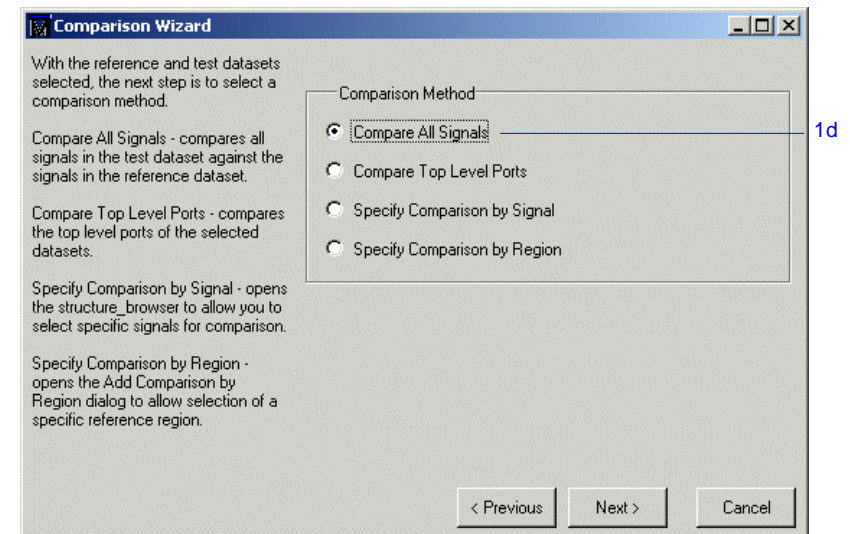 Comparison Wizard
With the reference and test datasets
selected, the next step is to select a
comparison method.
Compare All Signals - compares all
signals in the test dataset against the
signals in the reference dataset.
Compare Top Level Ports - compares
the top level ports of the selected
datasets.
Specify Comparison by Signal - opens
the structure_browser to allow you to
select specific signals for comparison.
Specify Comparison by Region -
opens the Add Comparison by
Region dialog to allow selection of a
specific reference region.
Comparison Method
Compare All Signals
1d
Compare Top Level Ports
Specify Comparison by Signal
Specify Comparison by Region
< Previous
Next >
Cancel